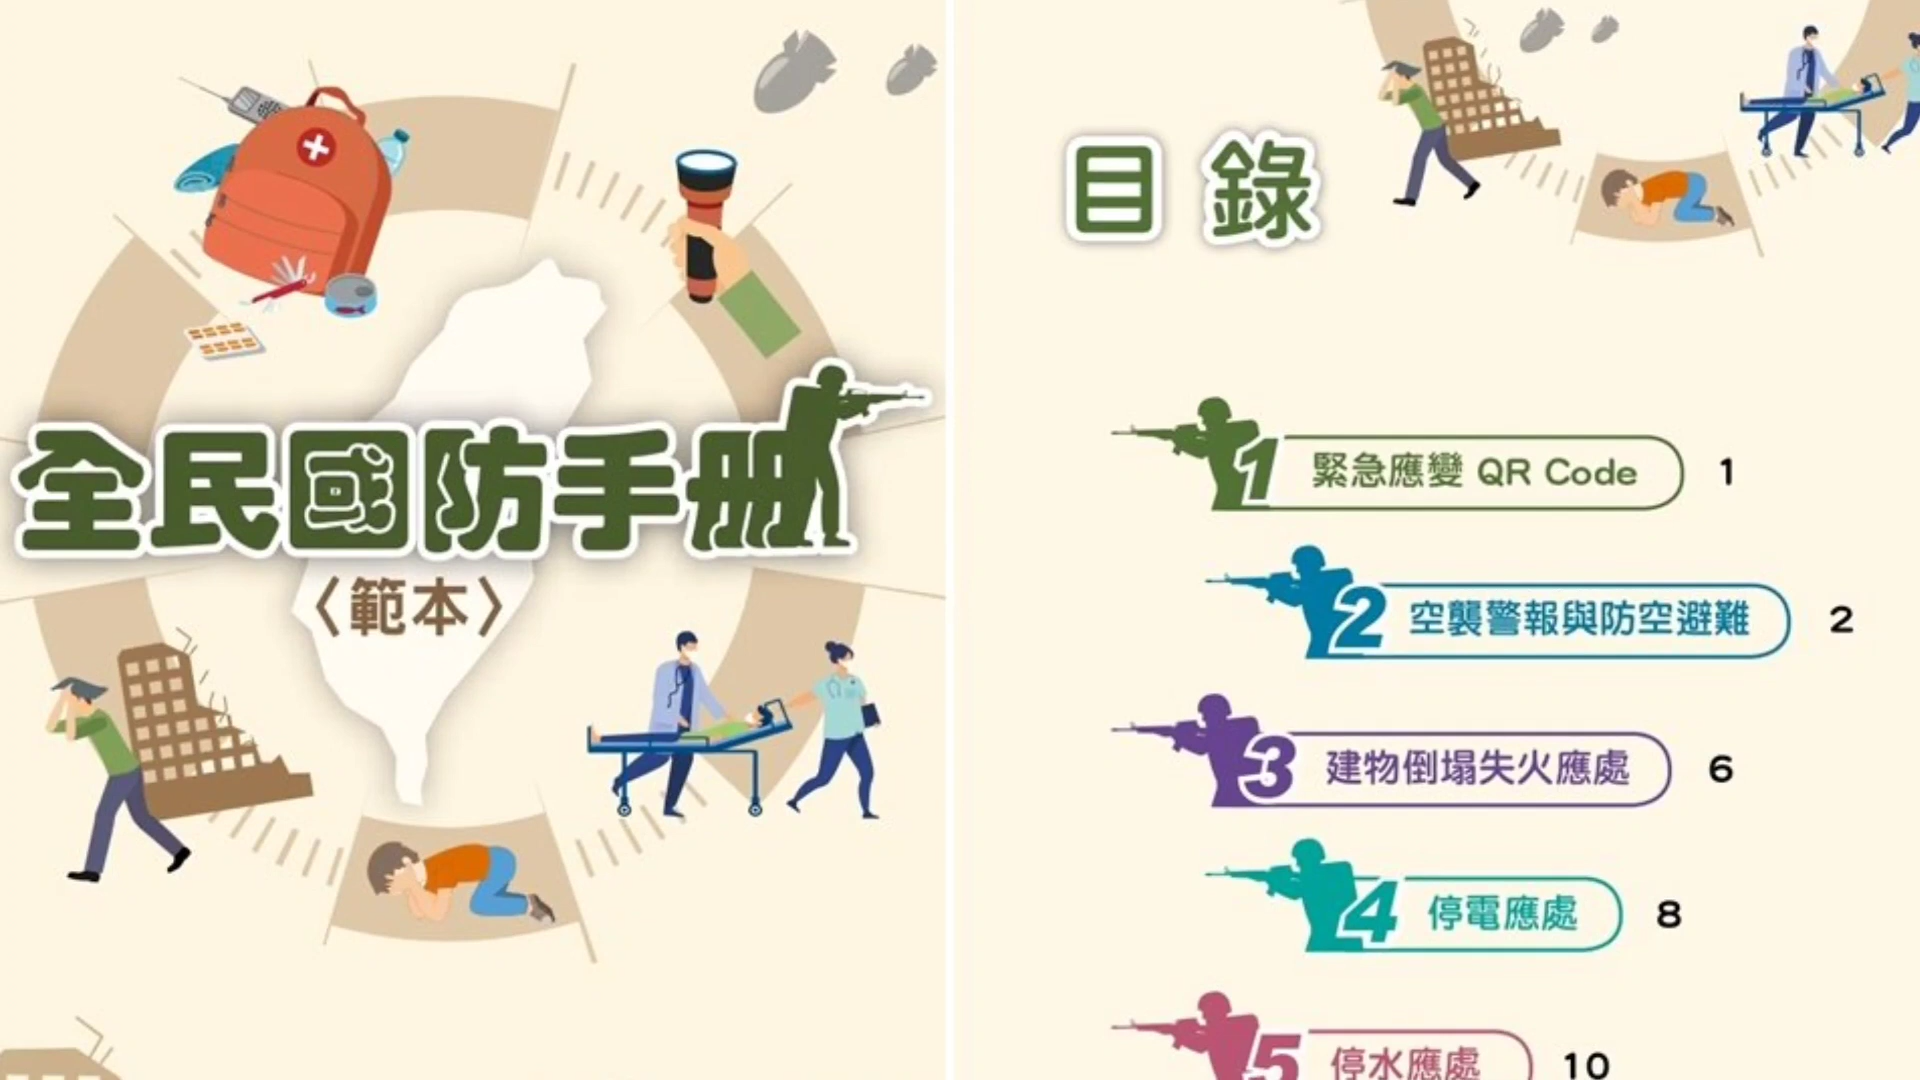 全民國防手冊
〈範本〉
目錄
1 緊急應變 QR Code 1
2 空襲警報與防空避難 2
3 建物倒塌失火應處 6
4 停電應處 8
5 停水應處 10